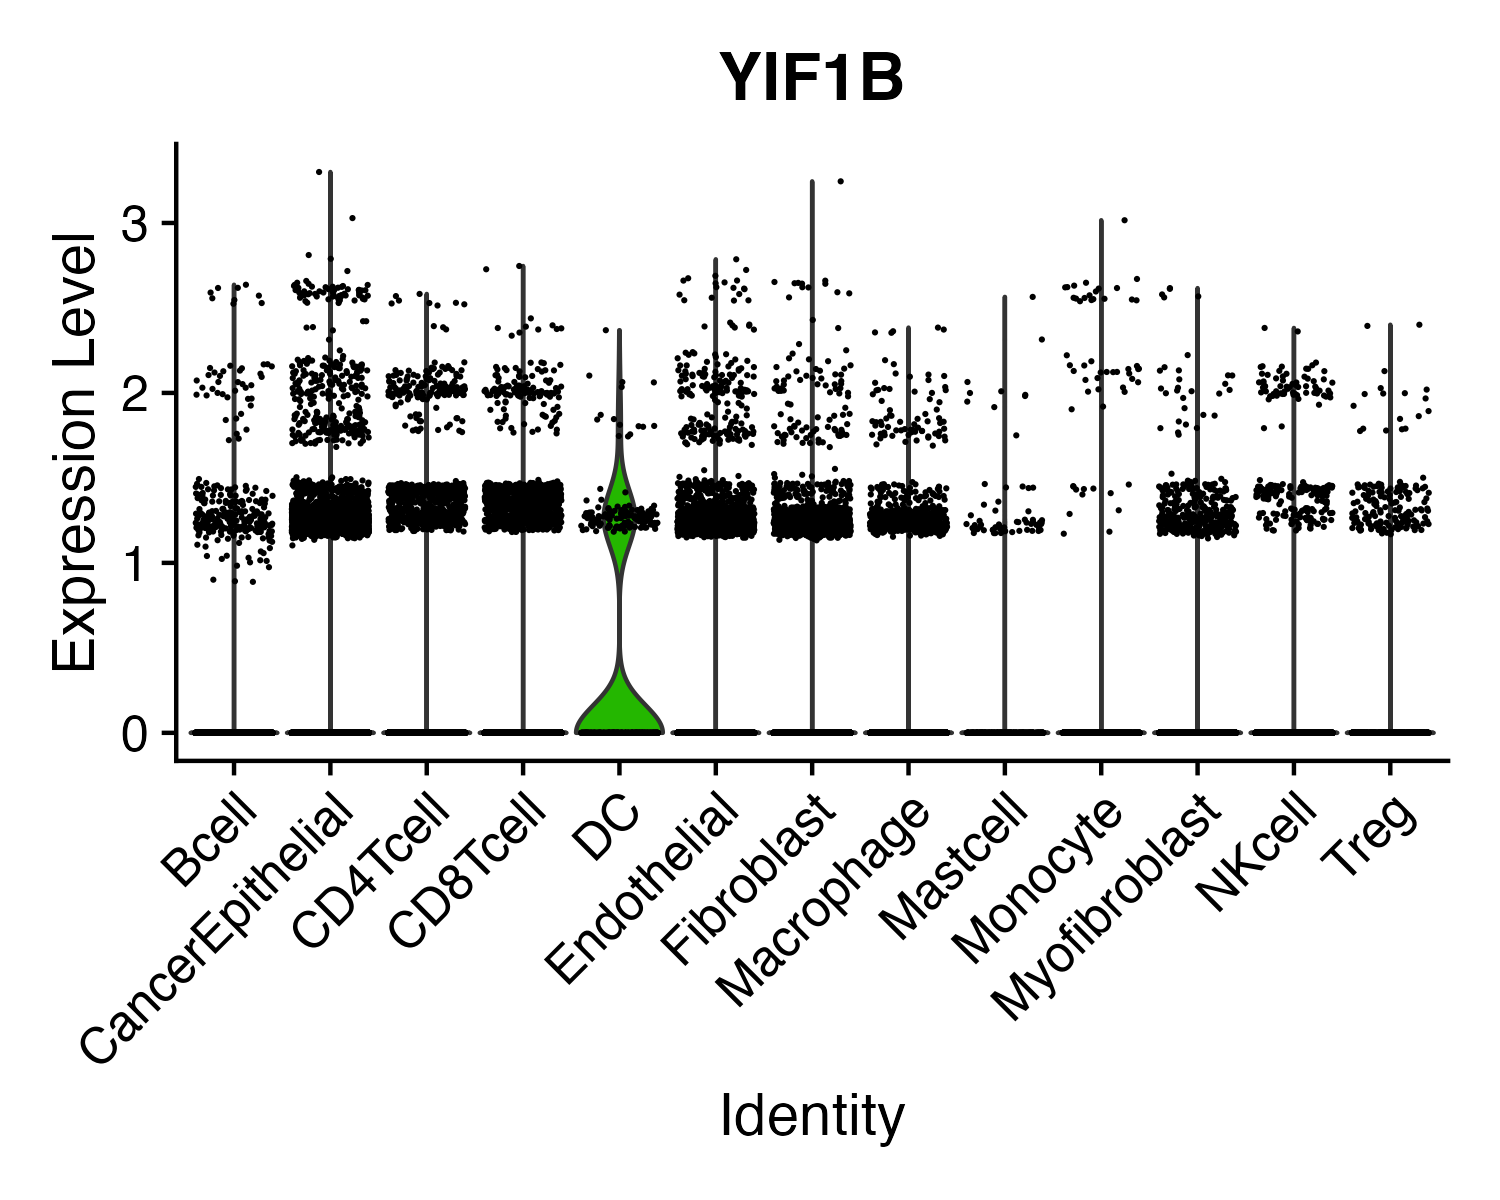 YIF1B
Expression Level
3
2
1
0
Bcell
CancerEpithelial
CD4Tcell
CD8Tcell
DC
Endothelial
Fibroblast
Macrophage
Mastcell
Monocyte
Myofibroblast
NKcell
Treg
Identity